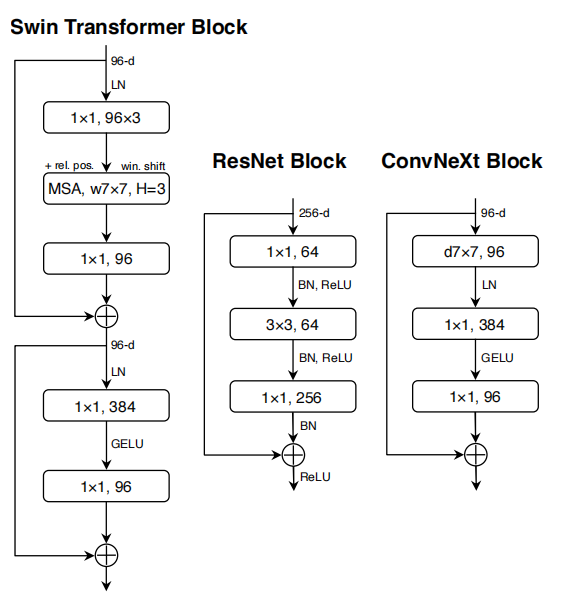 Swin Transformer Block
96-d
LN
1×1, 96×3
+ rel. pos. win. shift
MSA, w7×7, H=3
1×1, 96
96-d
LN
1×1, 384
GELU
1×1, 96
ResNet Block
256-d
1×1, 64
BN, ReLU
3×3, 64
BN, ReLU
1×1, 256
BN
ReLU
ConvNeXt Block
96-d
d7×7, 96
LN
1×1, 384
GELU
1×1, 96